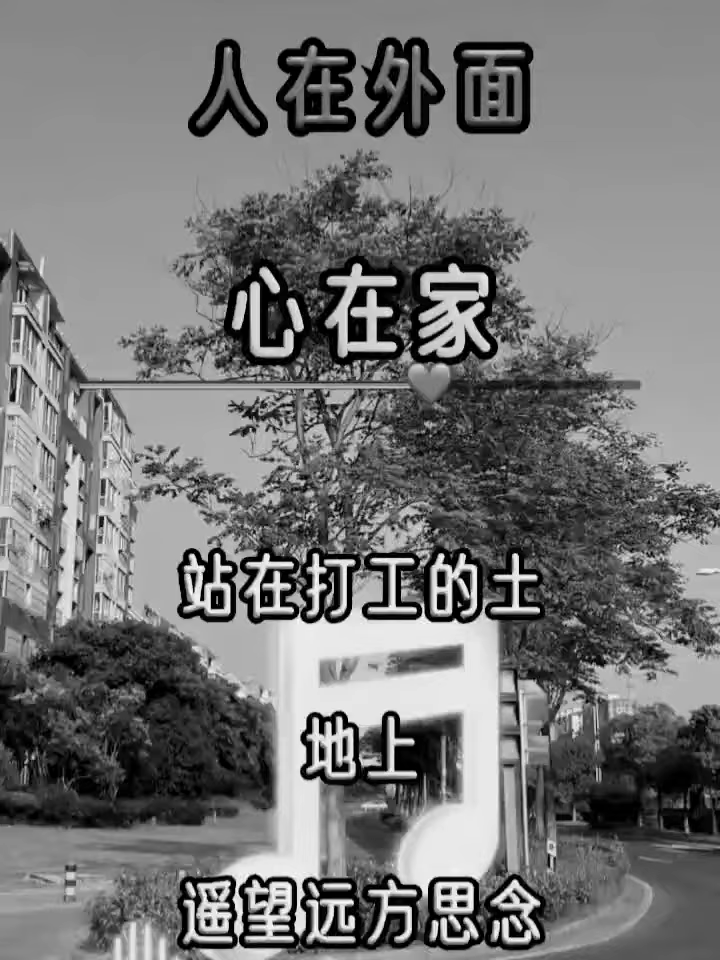 人在外面
心在家
站在打工的土
地上
遥望远方思念